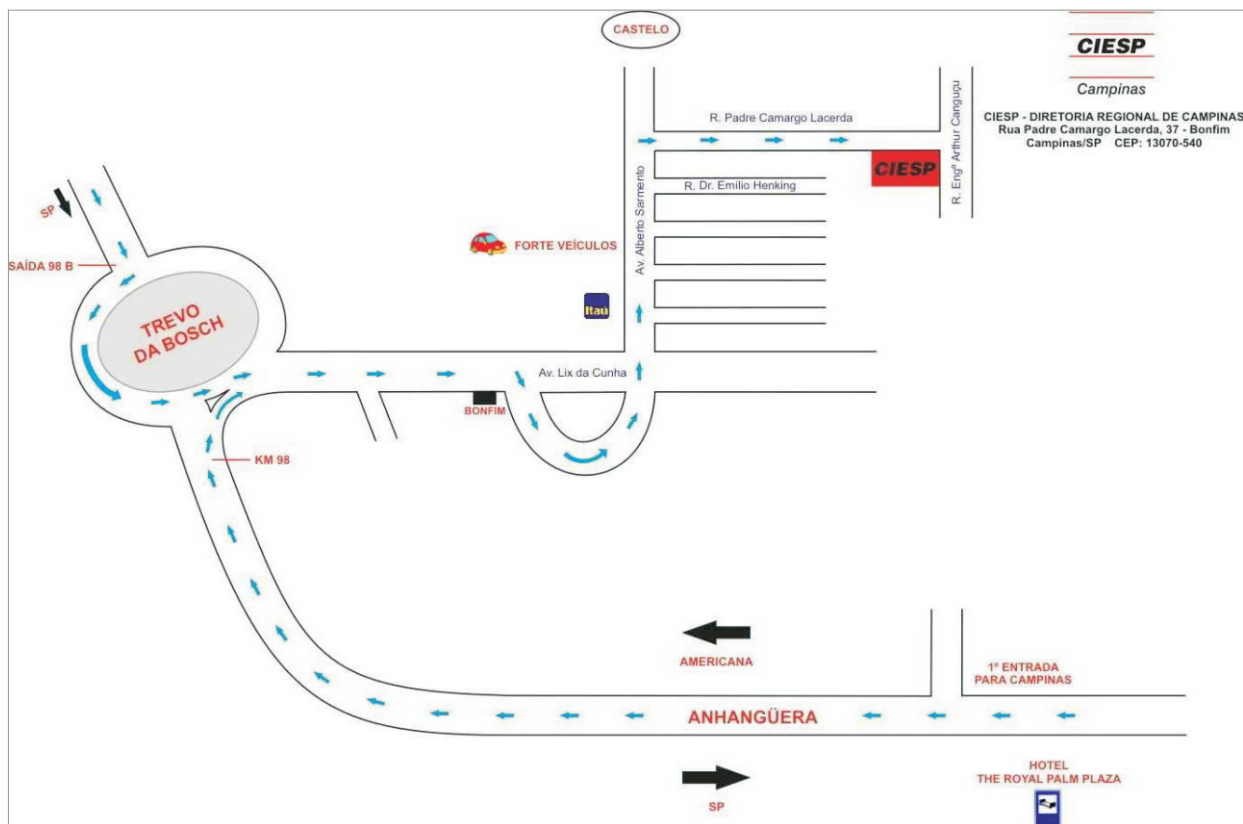 CASTELO
CIESP
Campinas
CIESP - DIRETORIA REGIONAL DE CAMPINAS
Rua Padre Camargo Lacerda, 37 - Bonfim
Campinas/SP CEP: 13070-540
R. Padre Camargo Lacerda
R. Engº Arthur Canguçu
CIESP
R. Dr. Emílio Henking
Av. Alberto Sarmento
SP
FORTE VEÍCULOS
SAÍDA 98 B
Itaú
TREVO
DA BOSCH
Av. Lix da Cunha
BONFIM
KM 98
AMERICANA
1º ENTRADA
PARA CAMPINAS
ANHANGÜERA
HOTEL
THE ROYAL PALM PLAZA
SP